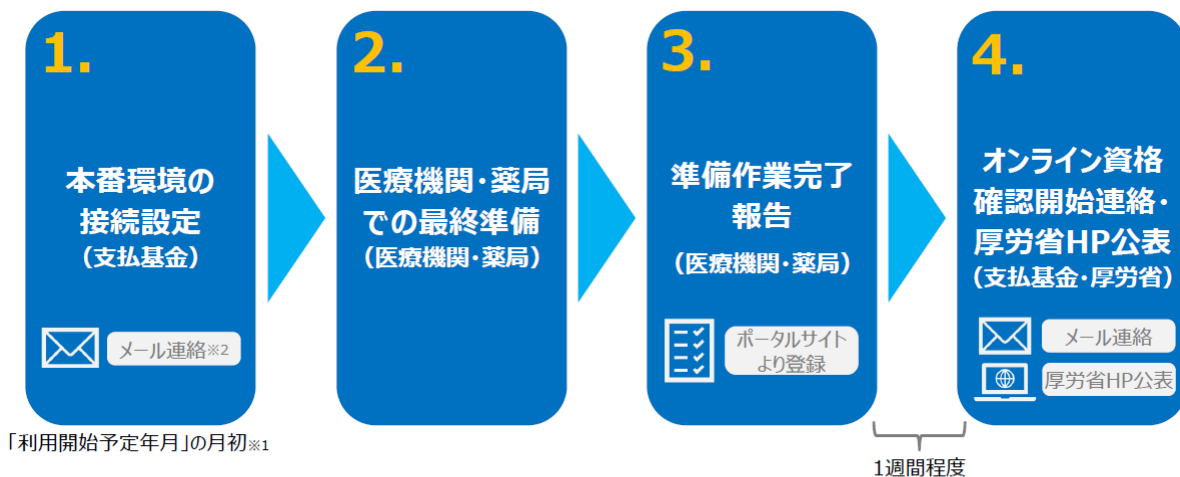 1.
本番環境の
接続設定
（支払基金）
メール連絡※2
「利用開始予定年月」の月初※1
2.
医療機関・薬局
での最終準備
（医療機関・薬局）
3.
準備作業完了
報告
（医療機関・薬局）
ポータルサイト
より登録
1週間程度
4.
オンライン資格
確認開始連絡・
厚労省HP公表
（支払基金・厚労省）
メール連絡
厚労省HP公表